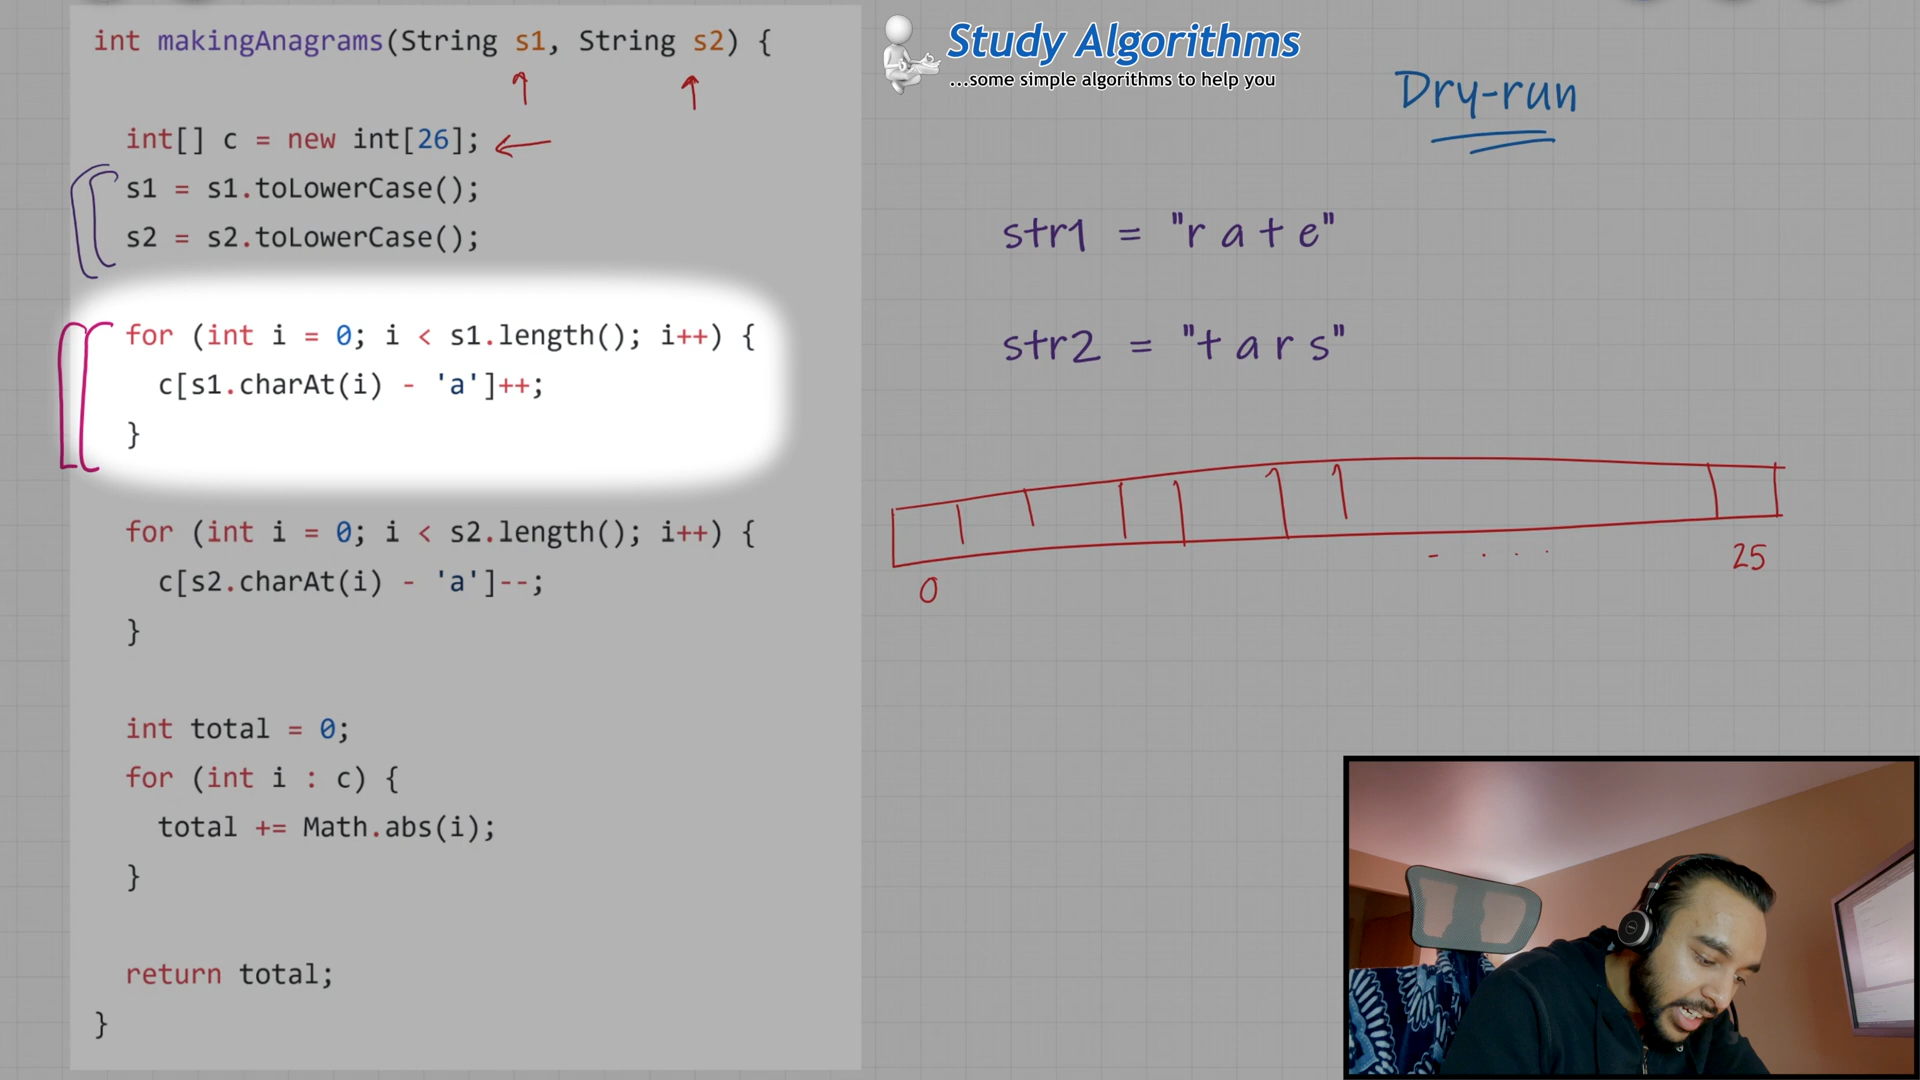 int makingAnagrams(String s1, String s2) {
int[] c = new int[26];
s1 = s1.toLowerCase();
s2 = s2.toLowerCase();
for (int i = 0; i < s1.length(); i++) {
c[s1.charAt(i) - 'a']++;
}
for (int i = 0; i < s2.length(); i++) {
c[s2.charAt(i) - 'a']--;
}
int total = 0;
for (int i : c) {
total += Math.abs(i);
}
return total;
}
Study Algorithms
...some simple algorithms to help you
Dry-run
str1 = "r a t e"
str2 = "t a r s"
0 - . . . 25